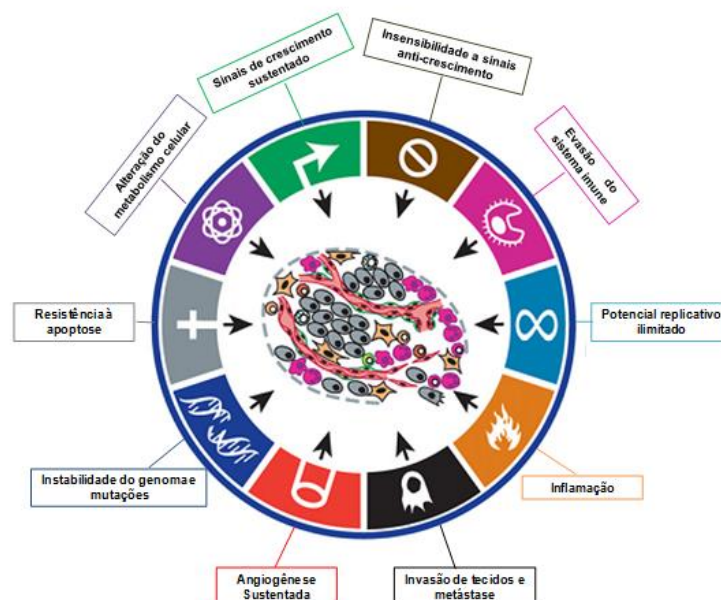 Sinais de crescimento
sustentado
Insensibilidade a sinais
anti-crescimento
Alteração do
metabolismo celular
Evasão do
sistema imune
Resistência à
apoptose
Potencial replicativo
ilimitado
Instabilidade do genoma e
mutações
Inflamação
Angiogênese
Sustentada
Invasão de tecidos e
metástase